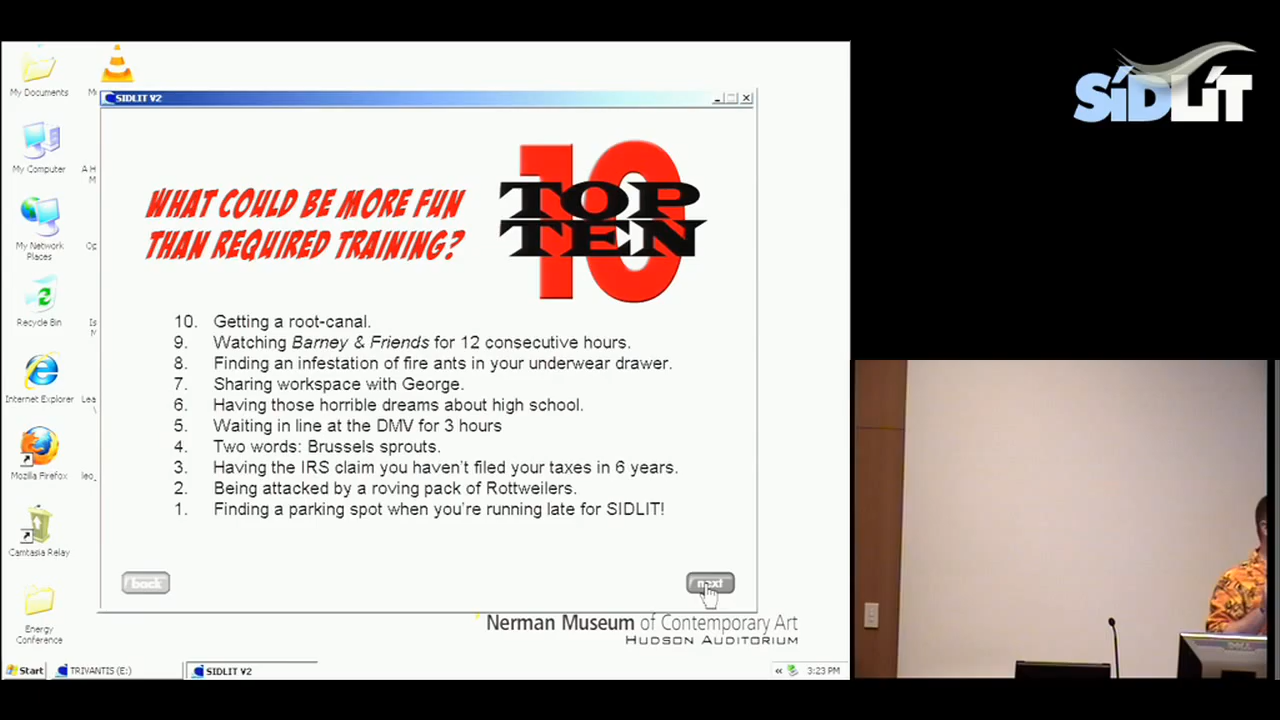 My Documents
SIDLIT V2
SíDLíT
WHAT COULD BE MORE FUN
THAN REQUIRED TRAINING?
10
TOP
TEN
My Computer
A H
M
My Network
Places
Op
Recycle Bin
Is
M
Internet Explorer
Lea
Mozilla Firefox
leo_
Camtasia Relay
Energy
Conference
10. Getting a root-canal.
9. Watching Barney & Friends for 12 consecutive hours.
8. Finding an infestation of fire ants in your underwear drawer.
7. Sharing workspace with George.
6. Having those horrible dreams about high school.
5. Waiting in line at the DMV for 3 hours
4. Two words: Brussels sprouts.
3. Having the IRS claim you haven't filed your taxes in 6 years.
2. Being attacked by a roving pack of Rottweilers.
1. Finding a parking spot when you're running late for SIDLIT!
back
next
Nerman Museum of Contemporary Art
HUDSON AUDITORIUM
Start
TRIVANTIS (E:)
SIDLIT V2
3:23 PM
DELL